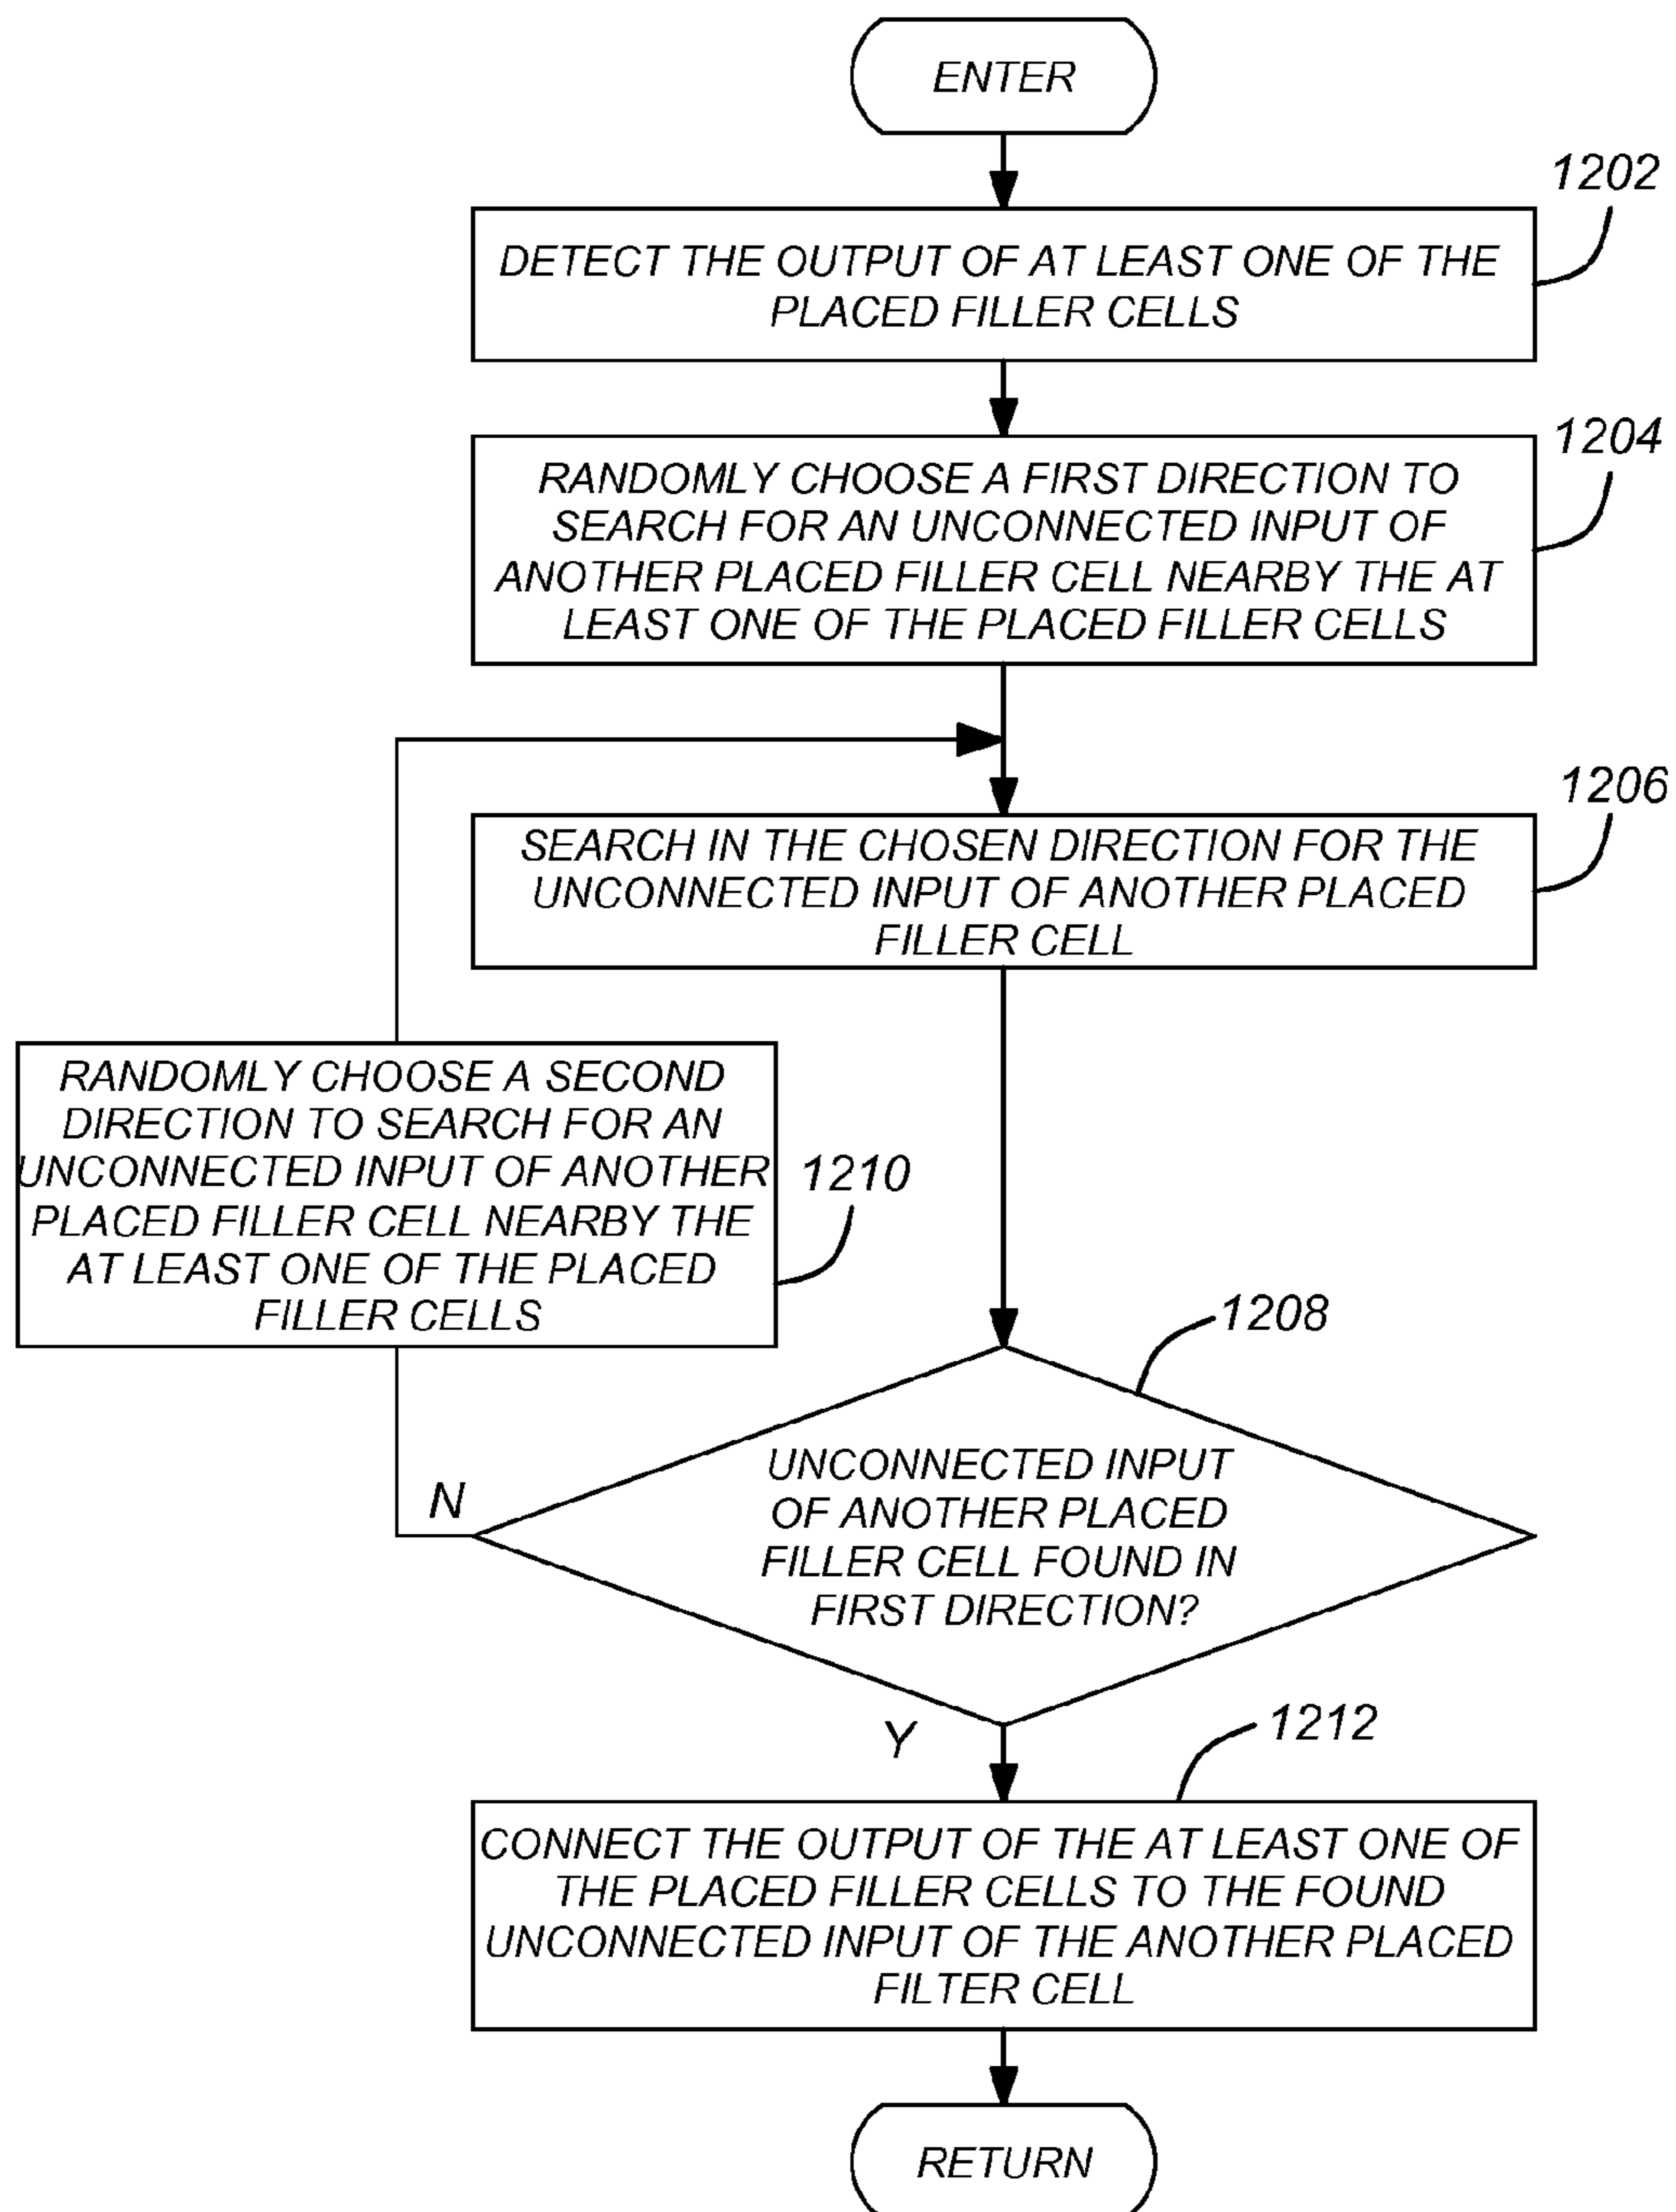 ENTER
1202
DETECT THE OUTPUT OF AT LEAST ONE OF THE
PLACED FILLER CELLS
1204
RANDOMLY CHOOSE A FIRST DIRECTION TO
SEARCH FOR AN UNCONNECTED INPUT OF
ANOTHER PLACED FILLER CELL NEARBY THE AT
LEAST ONE OF THE PLACED FILLER CELLS
1206
SEARCH IN THE CHOSEN DIRECTION FOR THE
UNCONNECTED INPUT OF ANOTHER PLACED
FILLER CELL
RANDOMLY CHOOSE A SECOND
DIRECTION TO SEARCH FOR AN
UNCONNECTED INPUT OF ANOTHER
PLACED FILLER CELL NEARBY THE
AT LEAST ONE OF THE PLACED
FILLER CELLS
1210
1208
UNCONNECTED INPUT
OF ANOTHER PLACED
FILLER CELL FOUND IN
FIRST DIRECTION?
N
Y
1212
CONNECT THE OUTPUT OF THE AT LEAST ONE OF
THE PLACED FILLER CELLS TO THE FOUND
UNCONNECTED INPUT OF THE ANOTHER PLACED
FILTER CELL
RETURN